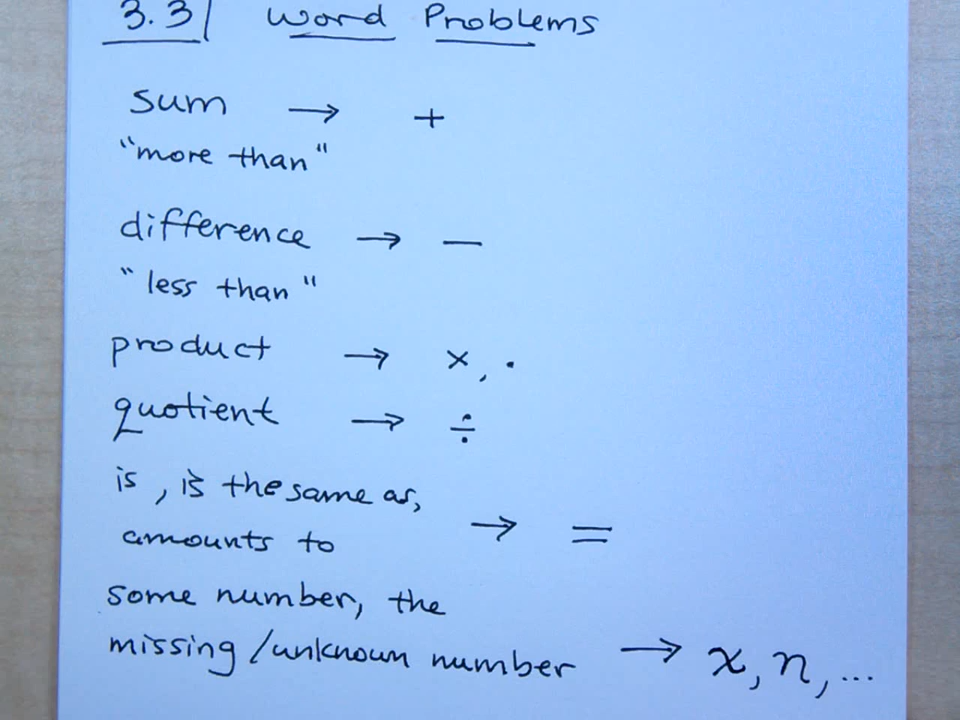 3.3 Word Problems
sum → +
"more than"
difference → —
"less than"
product → ×, ·
quotient → ÷
is, is the same as,
amounts to → =
some number, the
missing/unknown number → x, n, ...